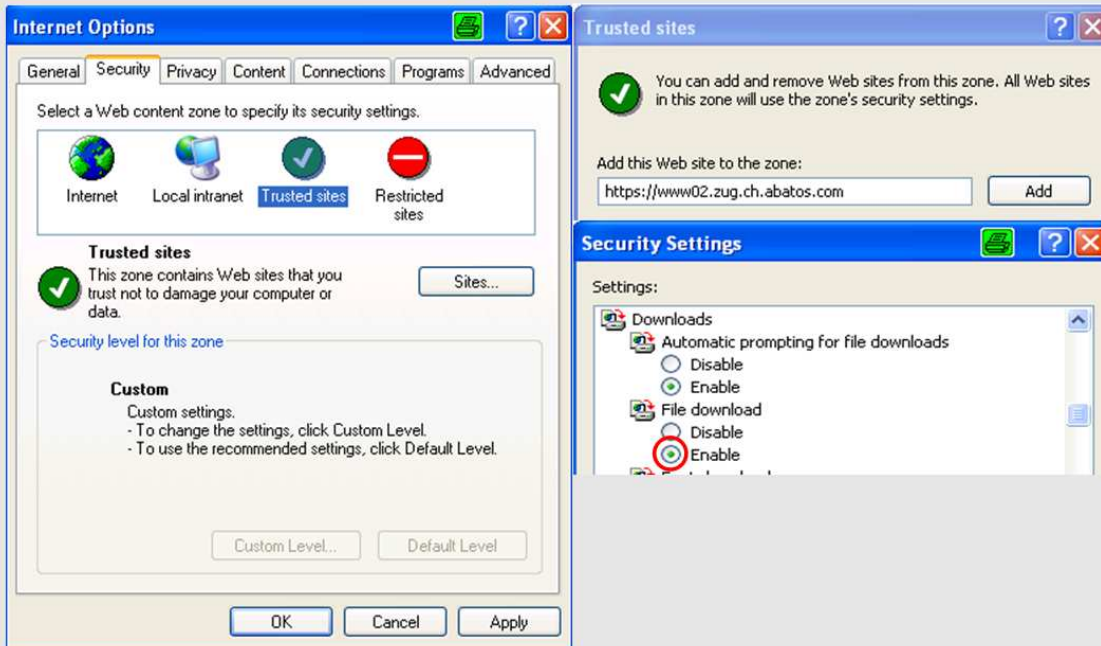 Internet Options
General Security Privacy Content Connections Programs Advanced
Select a Web content zone to specify its security settings.
Internet
Local intranet
Trusted sites
Restricted
sites
Trusted sites
This zone contains Web sites that you
trust not to damage your computer or
data.
Sites...
Security level for this zone
Custom
Custom settings.
- To change the settings, click Custom Level.
- To use the recommended settings, click Default Level.
Custom Level...
Default Level
OK
Cancel
Apply
Trusted sites
You can add and remove Web sites from this zone. All Web sites
in this zone will use the zone's security settings.
Add this Web site to the zone:
https://www02.zug.ch.abatos.com
Add
Security Settings
Settings:
Downloads
Automatic prompting for file downloads
Disable
Enable
File download
Disable
Enable